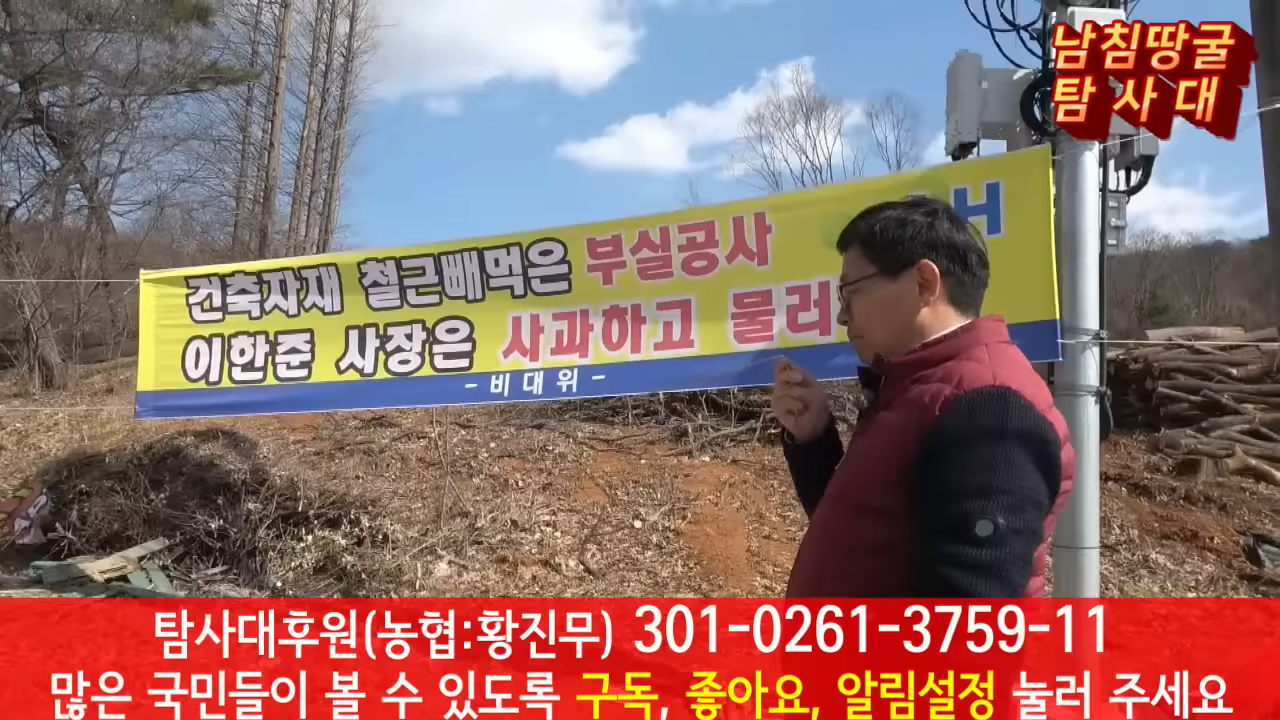 남침땅굴
탐사대
건축자재 철근빼먹은 부실공사
H
이한준 사장은 사과하고 물러
-비대위-
탐사대후원(농협:황진무) 301-0261-3759-11
많은 국민들이 볼 수 있도록 구독, 좋아요, 알림설정 눌러 주세요